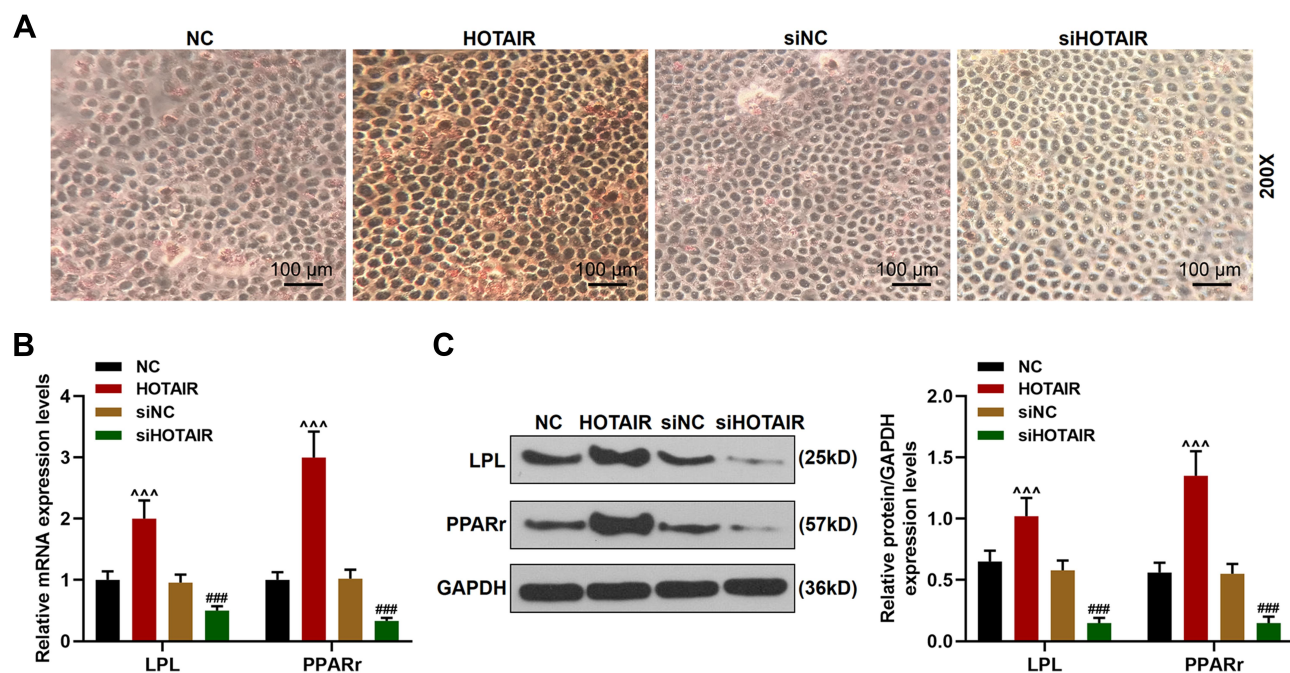 A
NC
HOTAIR
siNC
siHOTAIR
100 µm
100 µm
100 µm
100 µm
200X
B
NC
HOTAIR
siNC
siHOTAIR
Relative mRNA expression levels
4
3
2
1
0
^^^
###
^^^
###
LPL
PPARr
C
NC HOTAIR siNC siHOTAIR
LPL (25kD)
PPARr (57kD)
GAPDH (36kD)
NC
HOTAIR
siNC
siHOTAIR
Relative protein/GAPDH
expression levels
2.0
1.5
1.0
0.5
0.0
^^^
###
^^^
###
LPL
PPARr